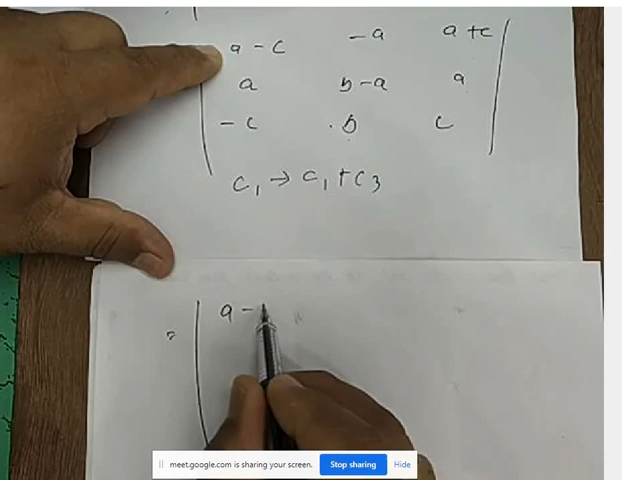 a - c -a a + c
a b - a a
- c b c
C₁ → C₁ + C₃
= a -
meet.google.com is sharing your screen. Stop sharing Hide